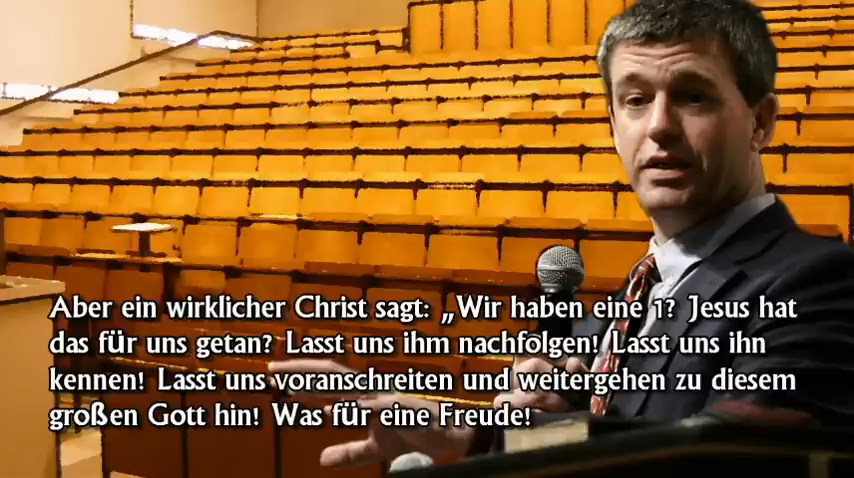 Aber ein wirklicher Christ sagt: „Wir haben eine 1? Jesus hat
das für uns getan? Lasst uns ihm nachfolgen! Lasst uns ihn
kennen! Lasst uns voranschreiten und weitergehen zu diesem
großen Gott hin! Was für eine Freude!